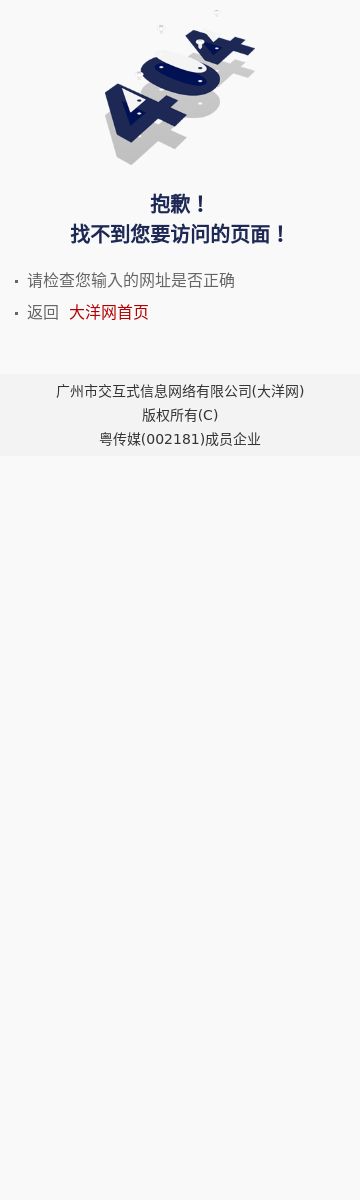 404
抱歉！
找不到您要访问的页面！
请检查您输入的网址是否正确
返回 大洋网首页
广州市交互式信息网络有限公司(大洋网)
版权所有(C)
粤传媒(002181)成员企业